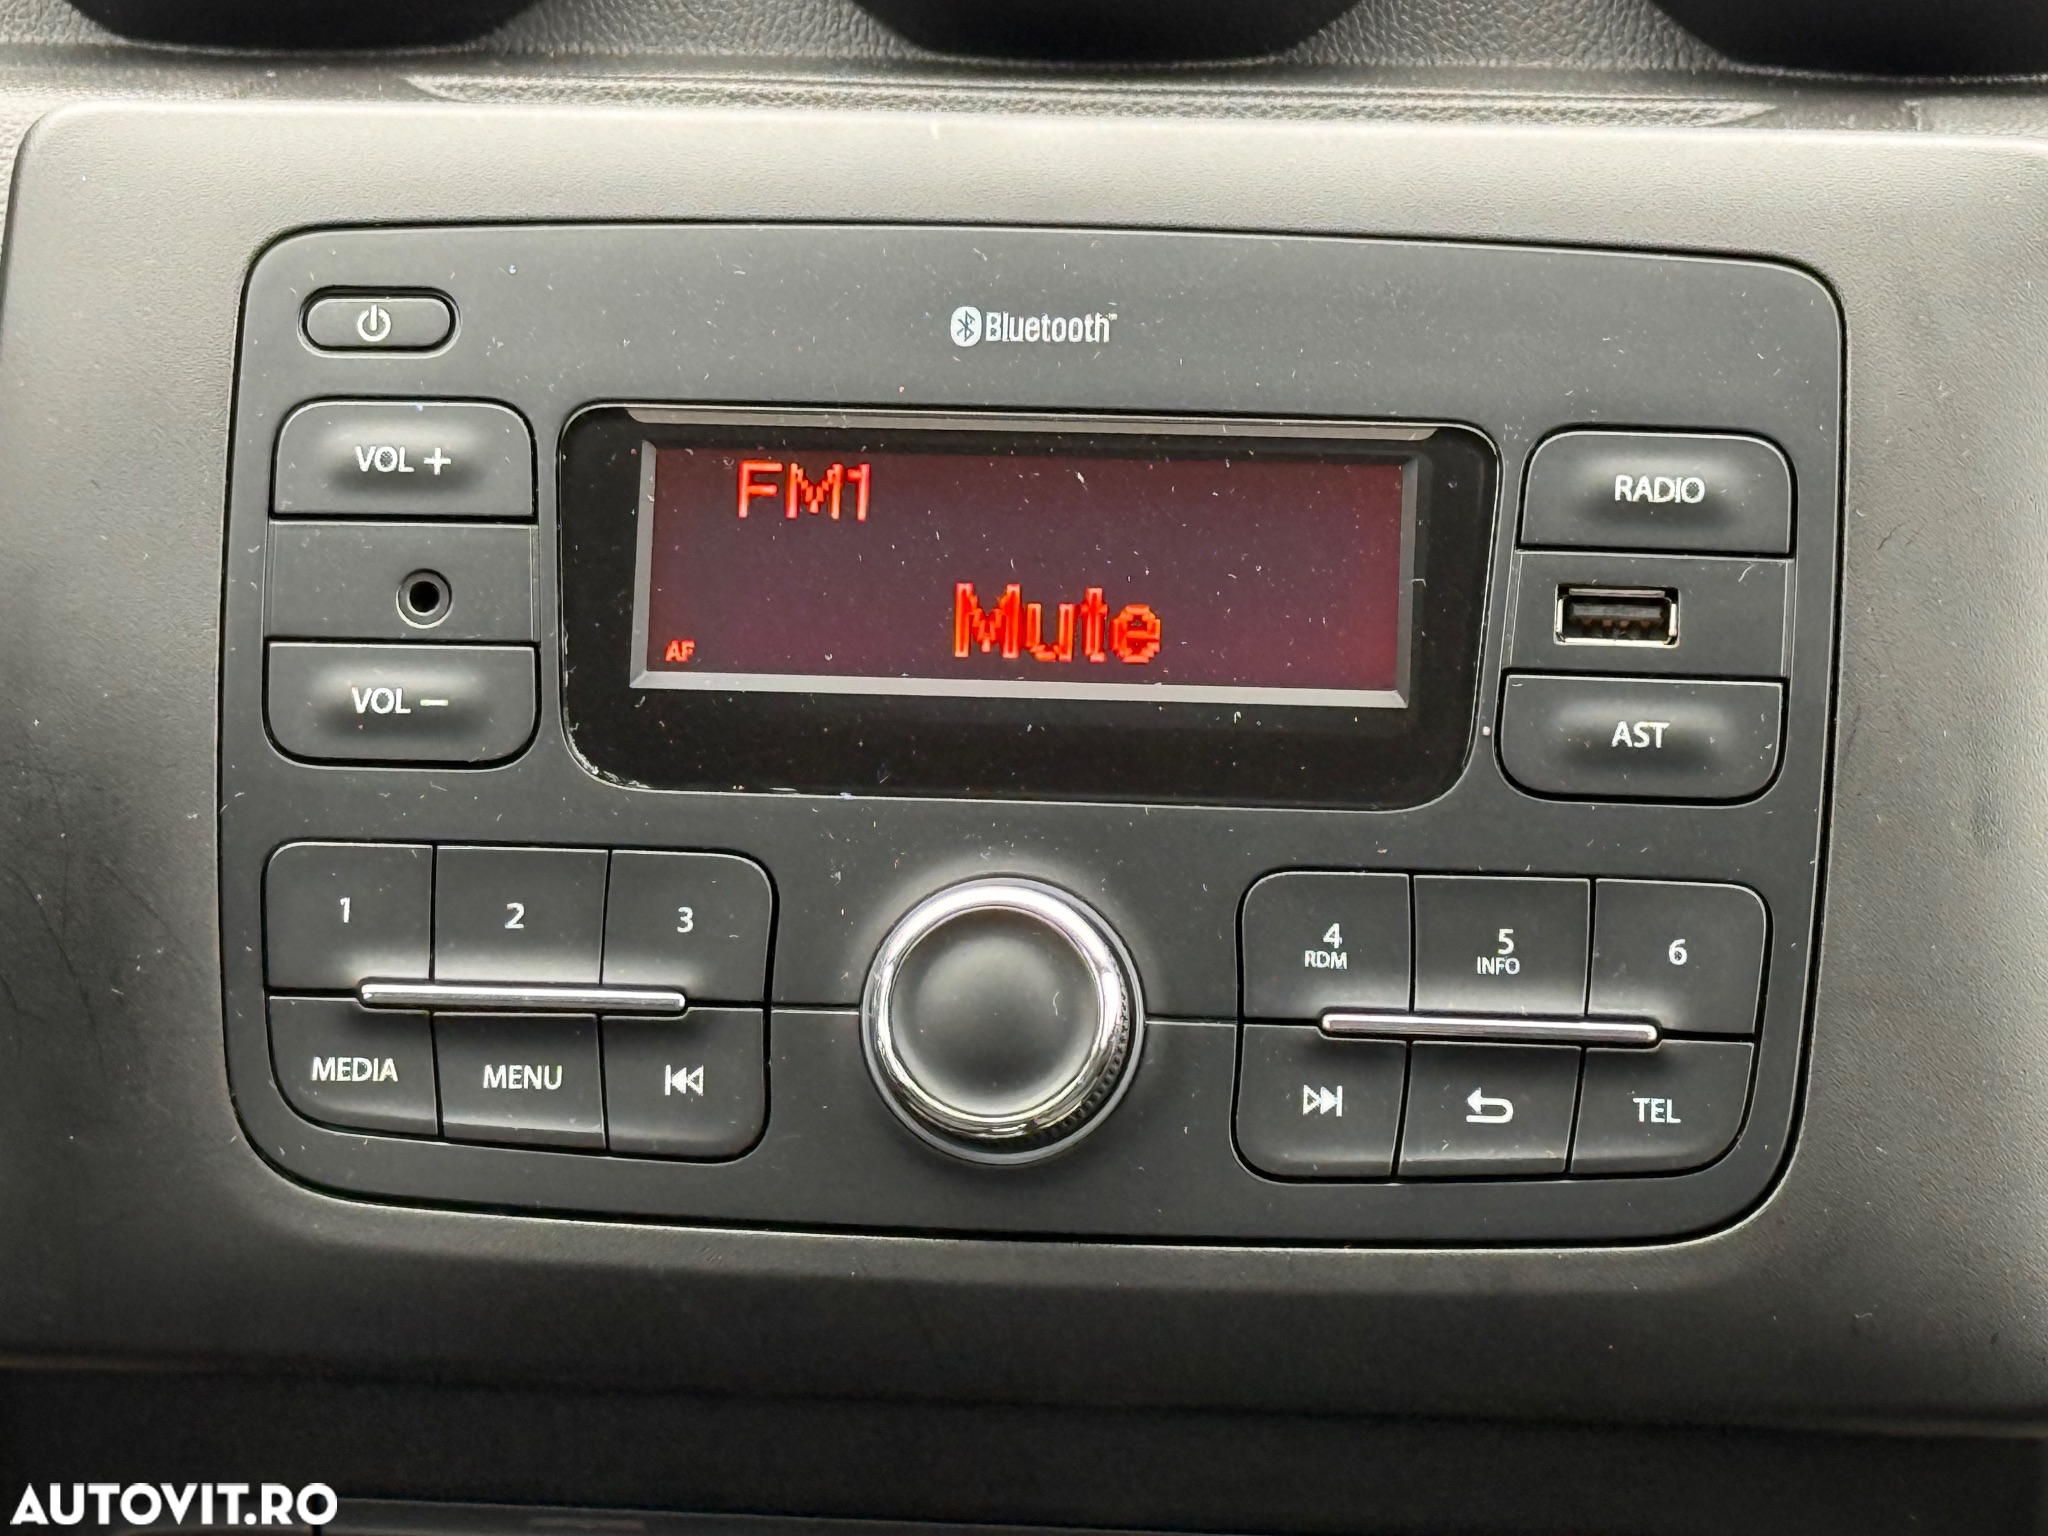 Bluetooth™
VOL +
FM1
RADIO
Mute
AF
VOL −
AST
1
2
3
4
RDM
5
INFO
6
MEDIA
MENU
TEL
AUTOVIT.RO